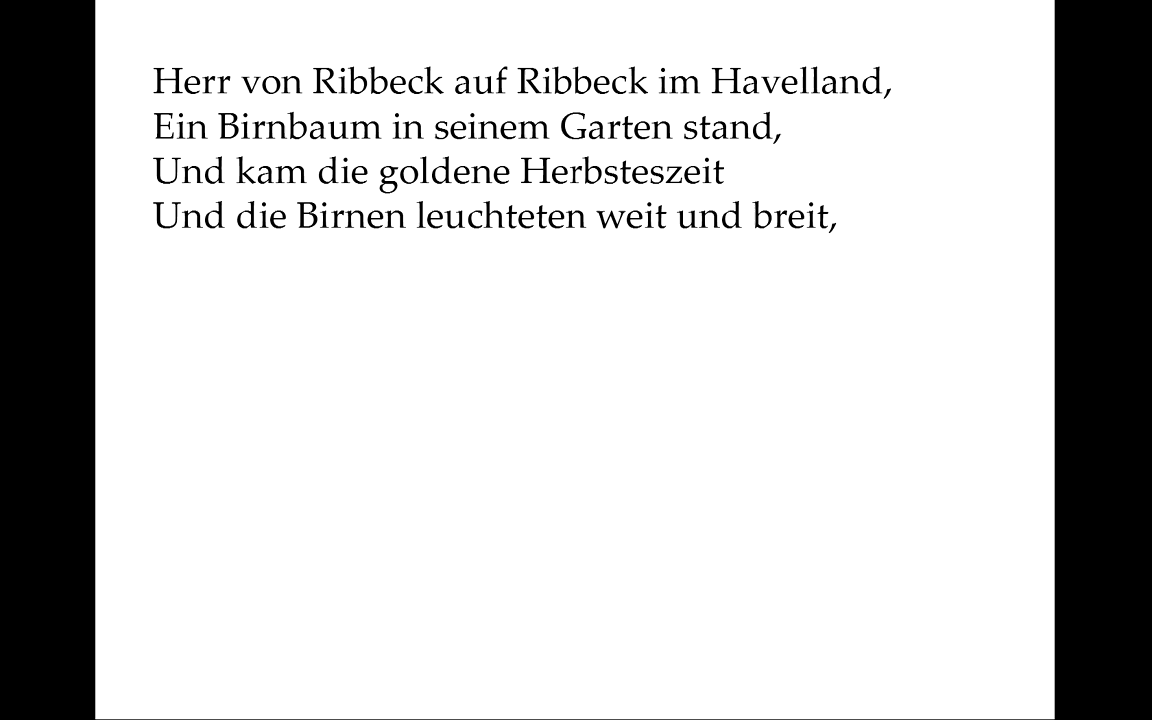 Herr von Ribbeck auf Ribbeck im Havelland,
Ein Birnbaum in seinem Garten stand,
Und kam die goldene Herbsteszeit
Und die Birnen leuchteten weit und breit,